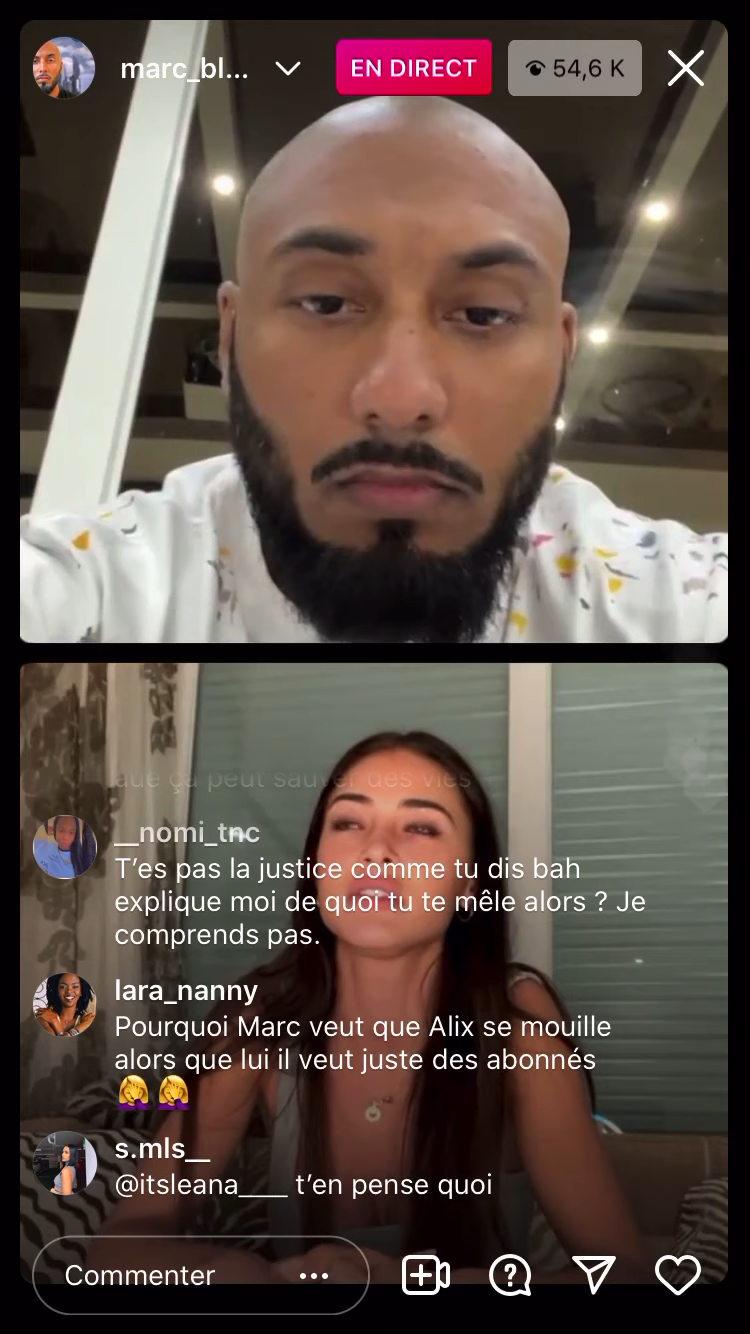 marc_bl...
EN DIRECT
54,6 K
que ça peut sauver des vies
__nomi_tnc
T’es pas la justice comme tu dis bah
explique moi de quoi tu te mêle alors ? Je
comprends pas.
lara_nanny
Pourquoi Marc veut que Alix se mouille
alors que lui il veut juste des abonnés
🤦‍♀️🤦‍♀️
s.mls__
@itsleana____ t’en pense quoi
Commenter